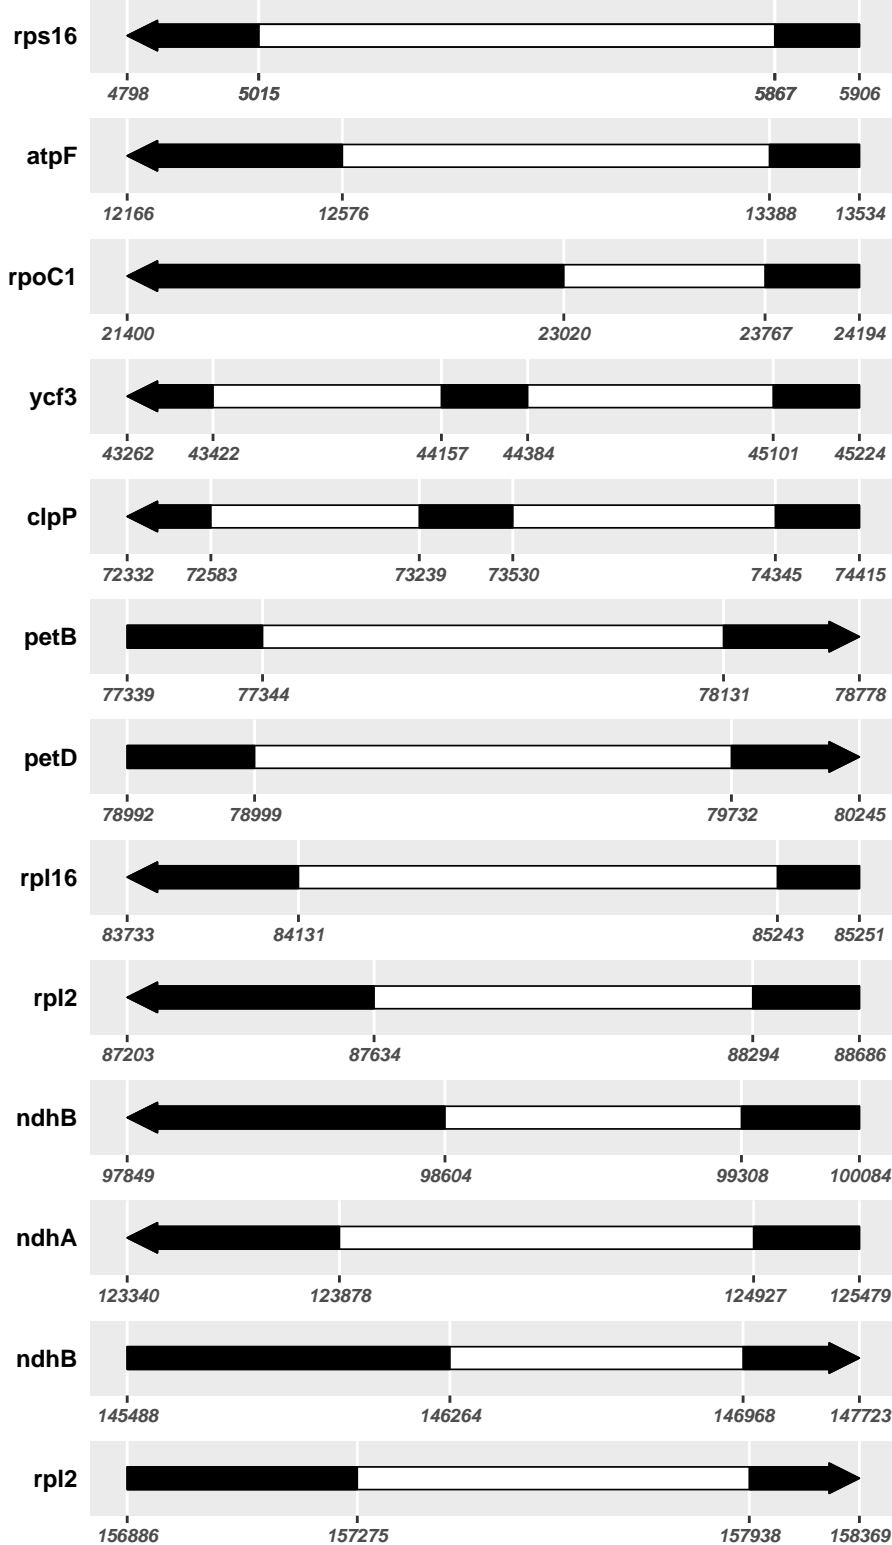 rps16
4798 5015 5867 5906
atpF
12166 12576 13388 13534
rpoC1
21400 23020 23767 24194
ycf3
43262 43422 44157 44384 45101 45224
clpP
72332 72583 73239 73530 74345 74415
petB
77339 77344 78131 78778
petD
78992 78999 79732 80245
rpl16
83733 84131 85243 85251
rpl2
87203 87634 88294 88686
ndhB
97849 98604 99308 100084
ndhA
123340 123878 124927 125479
ndhB
145488 146264 146968 147723
rpl2
156886 157275 157938 158369